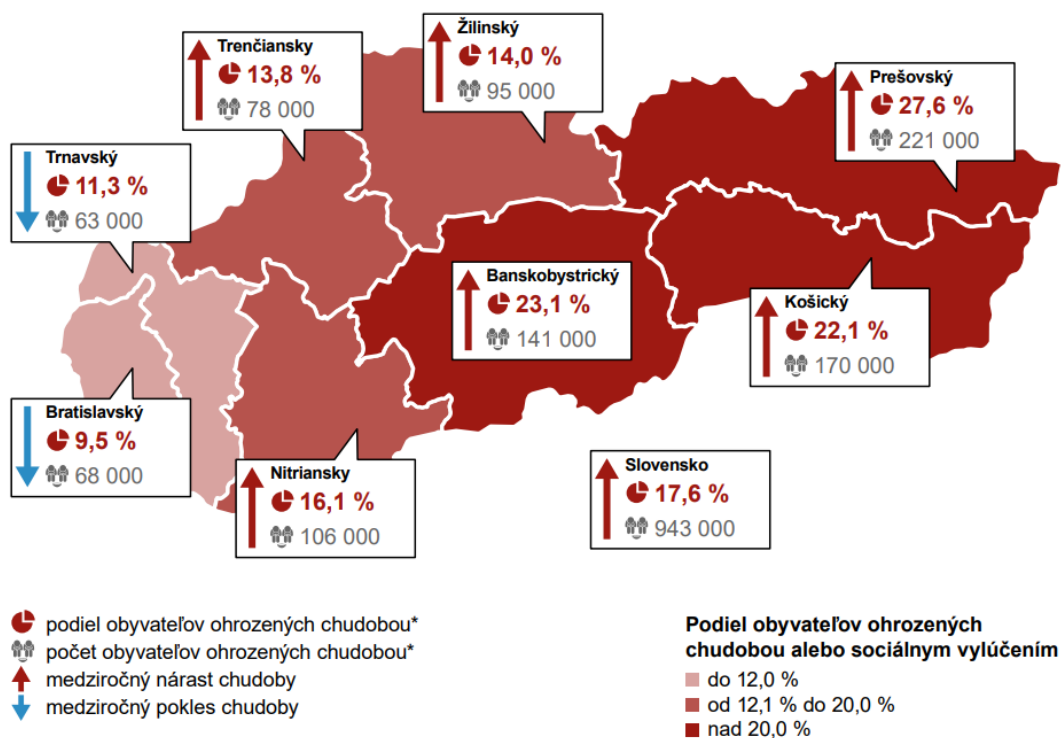 Trenčiansky
13,8 %
78 000
Žilinský
14,0 %
95 000
Prešovský
27,6 %
221 000
Trnavský
11,3 %
63 000
Banskobystrický
23,1 %
141 000
Košický
22,1 %
170 000
Bratislavský
9,5 %
68 000
Nitriansky
16,1 %
106 000
Slovensko
17,6 %
943 000
podiel obyvateľov ohrozených chudobou*
počet obyvateľov ohrozených chudobou*
medziročný nárast chudoby
medziročný pokles chudoby
Podiel obyvateľov ohrozených
chudobou alebo sociálnym vylúčením
do 12,0 %
od 12,1 % do 20,0 %
nad 20,0 %